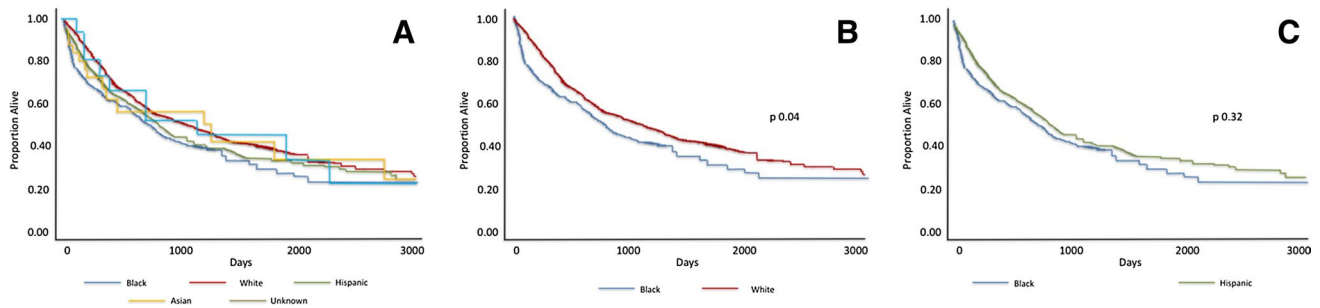 A
1.00
0.80
0.60
0.40
0.20
0.00
Proportion Alive
0 1000 2000 3000
Days
Black White Hispanic
Asian Unknown
B
1.00
0.80
0.60
0.40
0.20
0.00
Proportion Alive
p 0.04
0 1000 2000 3000
Days
Black White
C
1.00
0.80
0.60
0.40
0.20
0.00
Proportion Alive
p 0.32
0 1000 2000 3000
Days
Black Hispanic